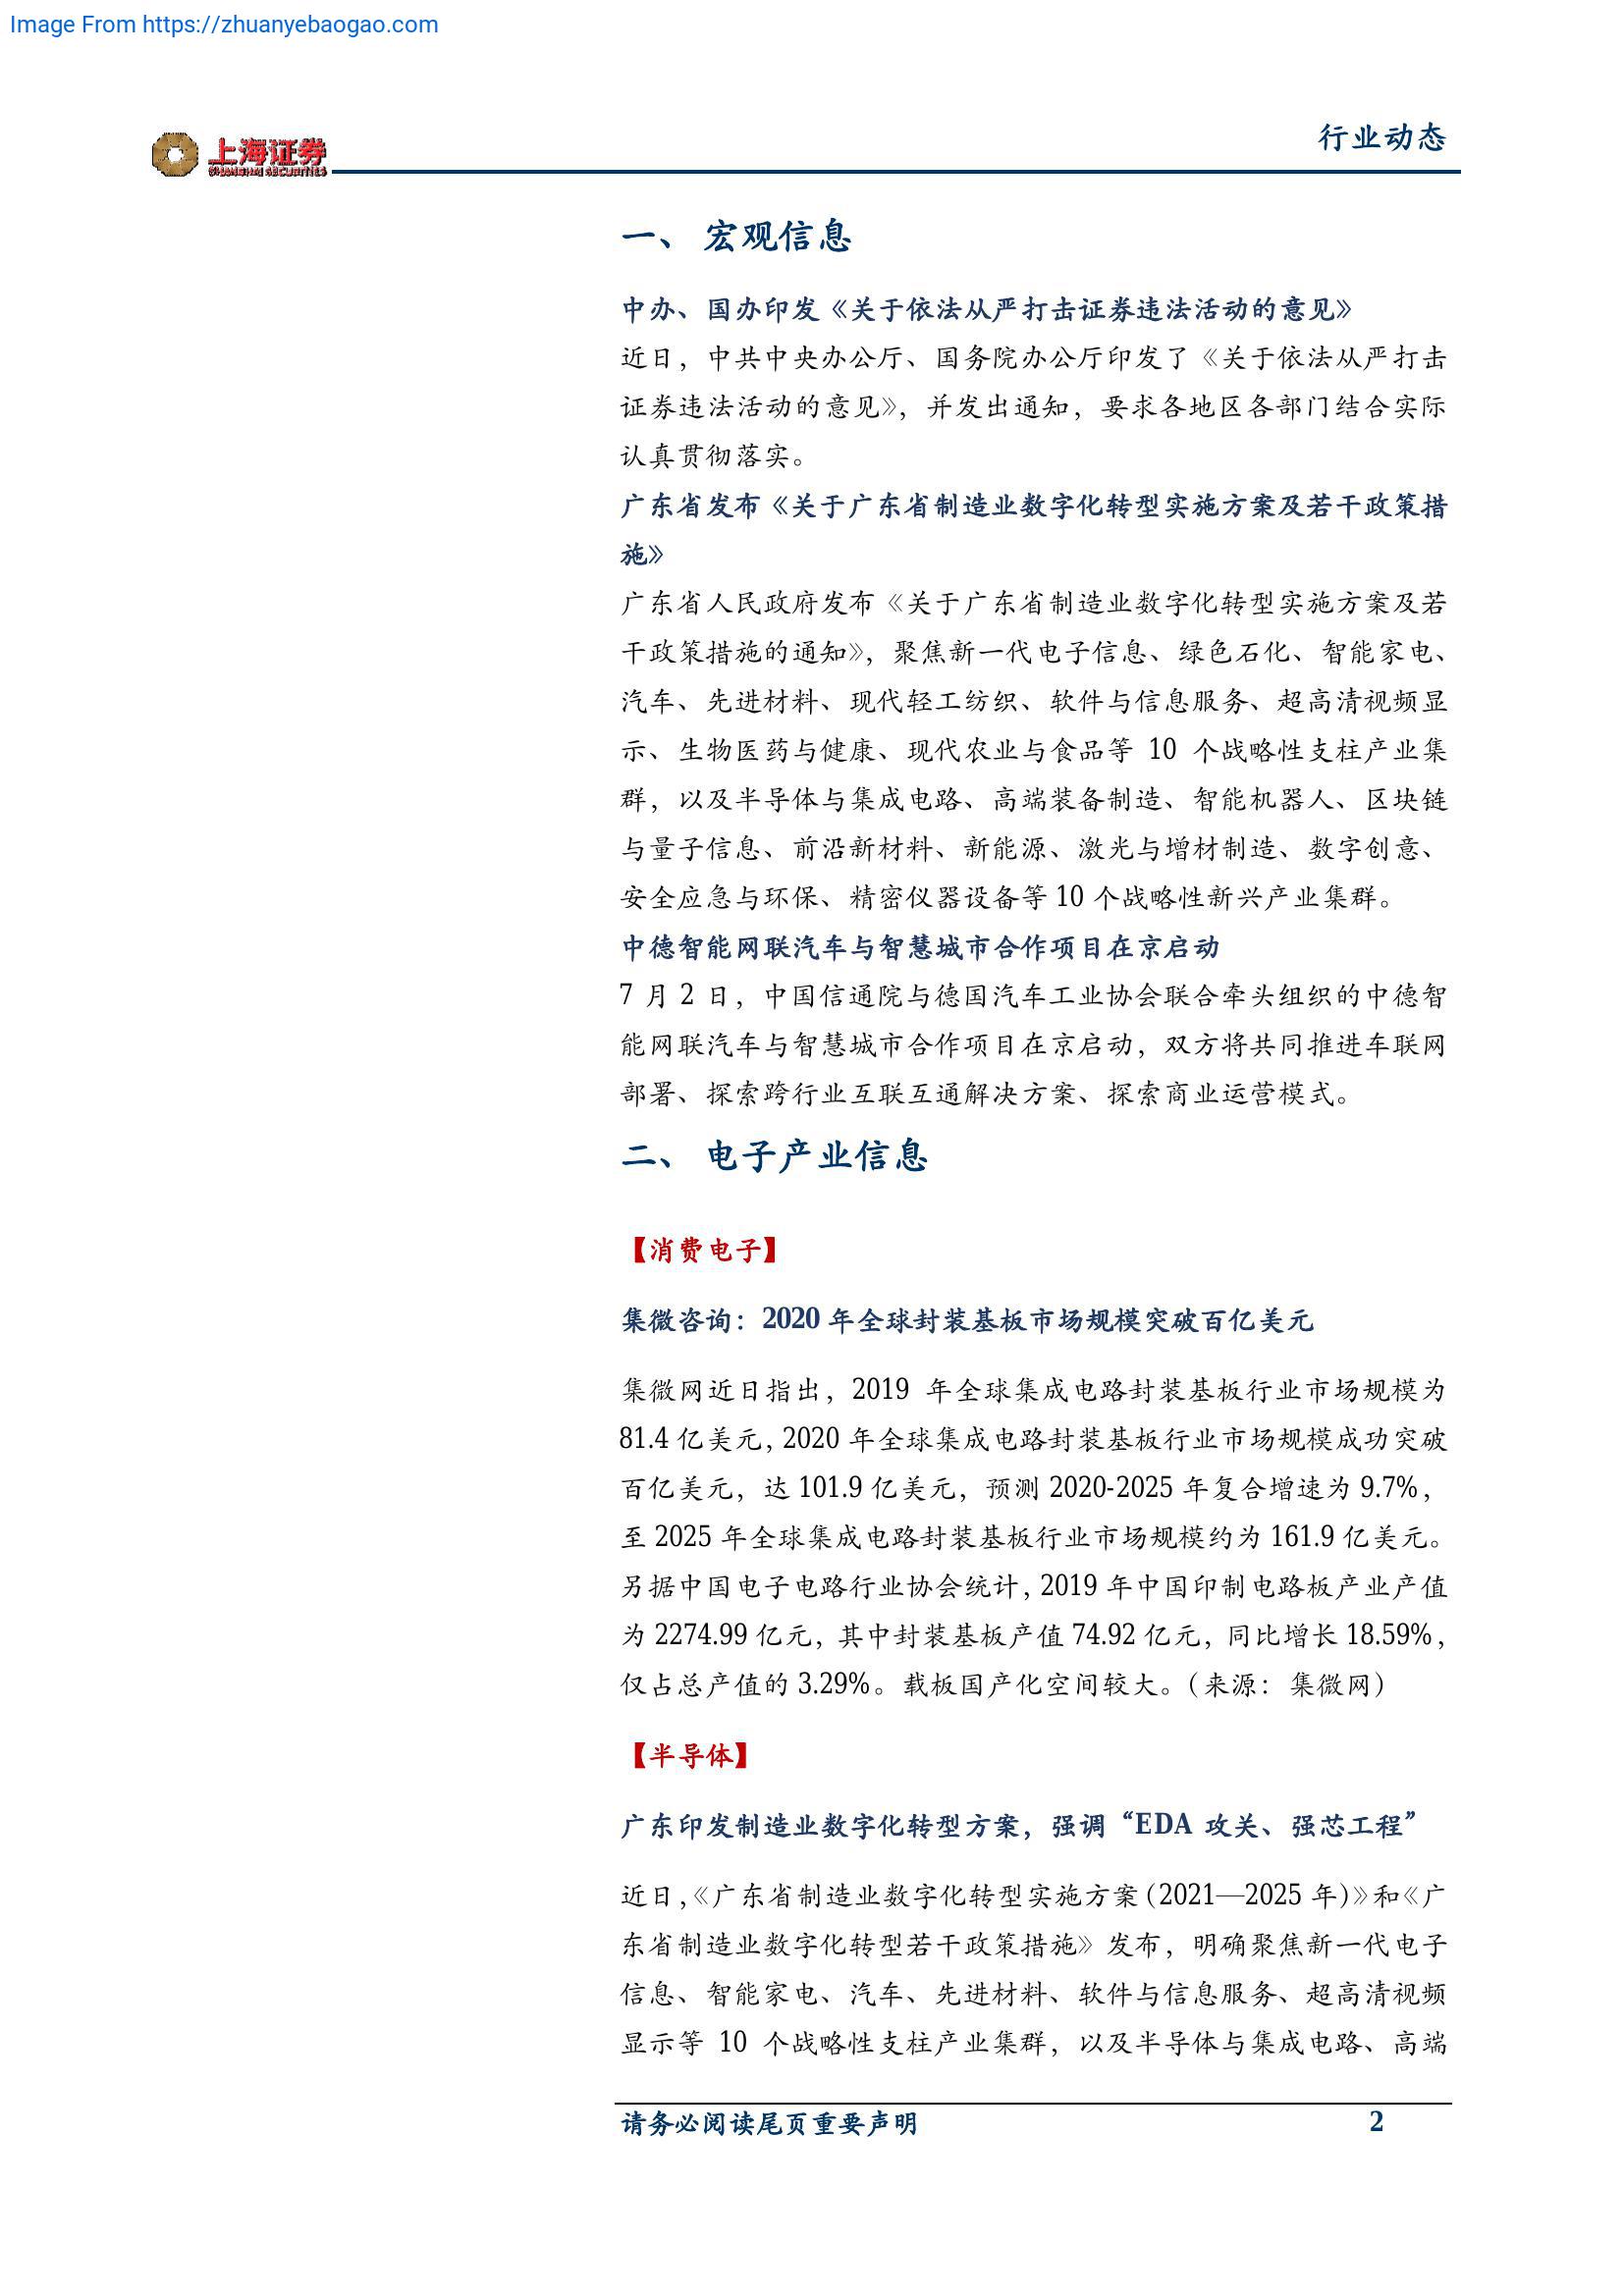 Image From https://zhuanyebaogao.com
行业动态
上海证券
SHANGHAI SECURITIES
一、 宏观信息
中办、国办印发《关于依法从严打击证券违法活动的意见》
近日，中共中央办公厅、国务院办公厅印发了《关于依法从严打击
证券违法活动的意见》，并发出通知，要求各地区各部门结合实际
认真贯彻落实。
广东省发布《关于广东省制造业数字化转型实施方案及若干政策措
施》
广东省人民政府发布《关于广东省制造业数字化转型实施方案及若
干政策措施的通知》，聚焦新一代电子信息、绿色石化、智能家电、
汽车、先进材料、现代轻工纺织、软件与信息服务、超高清视频显
示、生物医药与健康、现代农业与食品等 10 个战略性支柱产业集
群，以及半导体与集成电路、高端装备制造、智能机器人、区块链
与量子信息、前沿新材料、新能源、激光与增材制造、数字创意、
安全应急与环保、精密仪器设备等 10 个战略性新兴产业集群。
中德智能网联汽车与智慧城市合作项目在京启动
7 月 2 日，中国信通院与德国汽车工业协会联合牵头组织的中德智
能网联汽车与智慧城市合作项目在京启动，双方将共同推进车联网
部署、探索跨行业互联互通解决方案、探索商业运营模式。
二、 电子产业信息
【消费电子】
集微咨询：2020 年全球封装基板市场规模突破百亿美元
集微网近日指出，2019 年全球集成电路封装基板行业市场规模为
81.4 亿美元，2020 年全球集成电路封装基板行业市场规模成功突破
百亿美元，达 101.9 亿美元，预测 2020-2025 年复合增速为 9.7%，
至 2025 年全球集成电路封装基板行业市场规模约为 161.9 亿美元。
另据中国电子电路行业协会统计，2019 年中国印制电路板产业产值
为 2274.99 亿元，其中封装基板产值 74.92 亿元，同比增长 18.59%，
仅占总产值的 3.29%。载板国产化空间较大。（来源：集微网）
【半导体】
广东印发制造业数字化转型方案，强调“EDA 攻关、强芯工程”
近日，《广东省制造业数字化转型实施方案（2021—2025 年）》和《广
东省制造业数字化转型若干政策措施》发布，明确聚焦新一代电子
信息、智能家电、汽车、先进材料、软件与信息服务、超高清视频
显示等 10 个战略性支柱产业集群，以及半导体与集成电路、高端
请务必阅读尾页重要声明 2